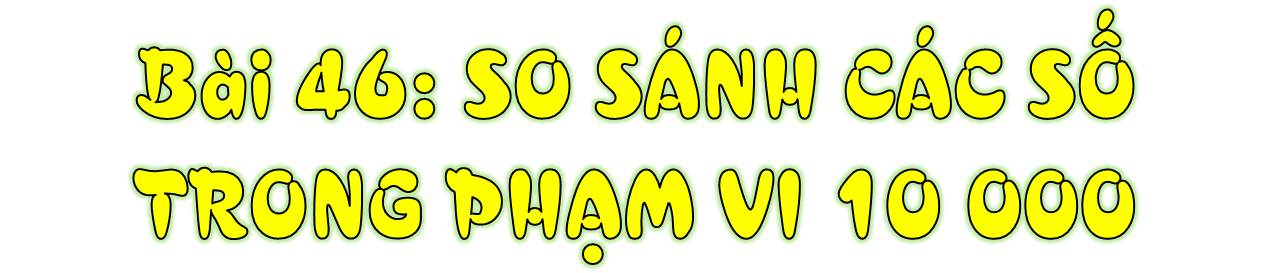 Bài 46: SO SÁNH CÁC SỐ
TRONG PHẠM VI 10 000